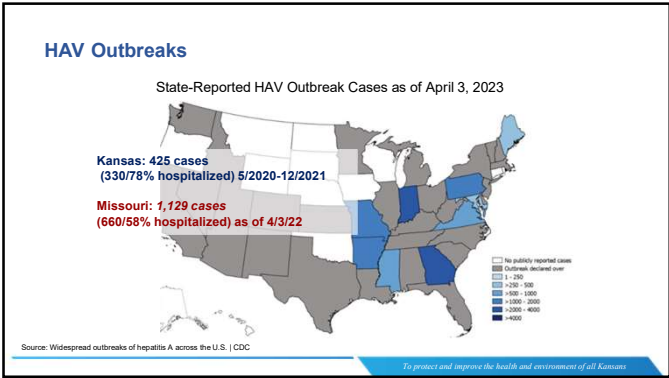 HAV Outbreaks
State-Reported HAV Outbreak Cases as of April 3, 2023
Kansas: 425 cases
(330/78% hospitalized) 5/2020-12/2021
Missouri: 1,129 cases
(660/58% hospitalized) as of 4/3/22
No publicly reported cases
Outbreak declared over
1 - 250
>250 - 500
>500 - 1000
>1000 - 2000
>2000 - 4000
>4000
Source: Widespread outbreaks of hepatitis A across the U.S. | CDC
To protect and improve the health and environment of all Kansans